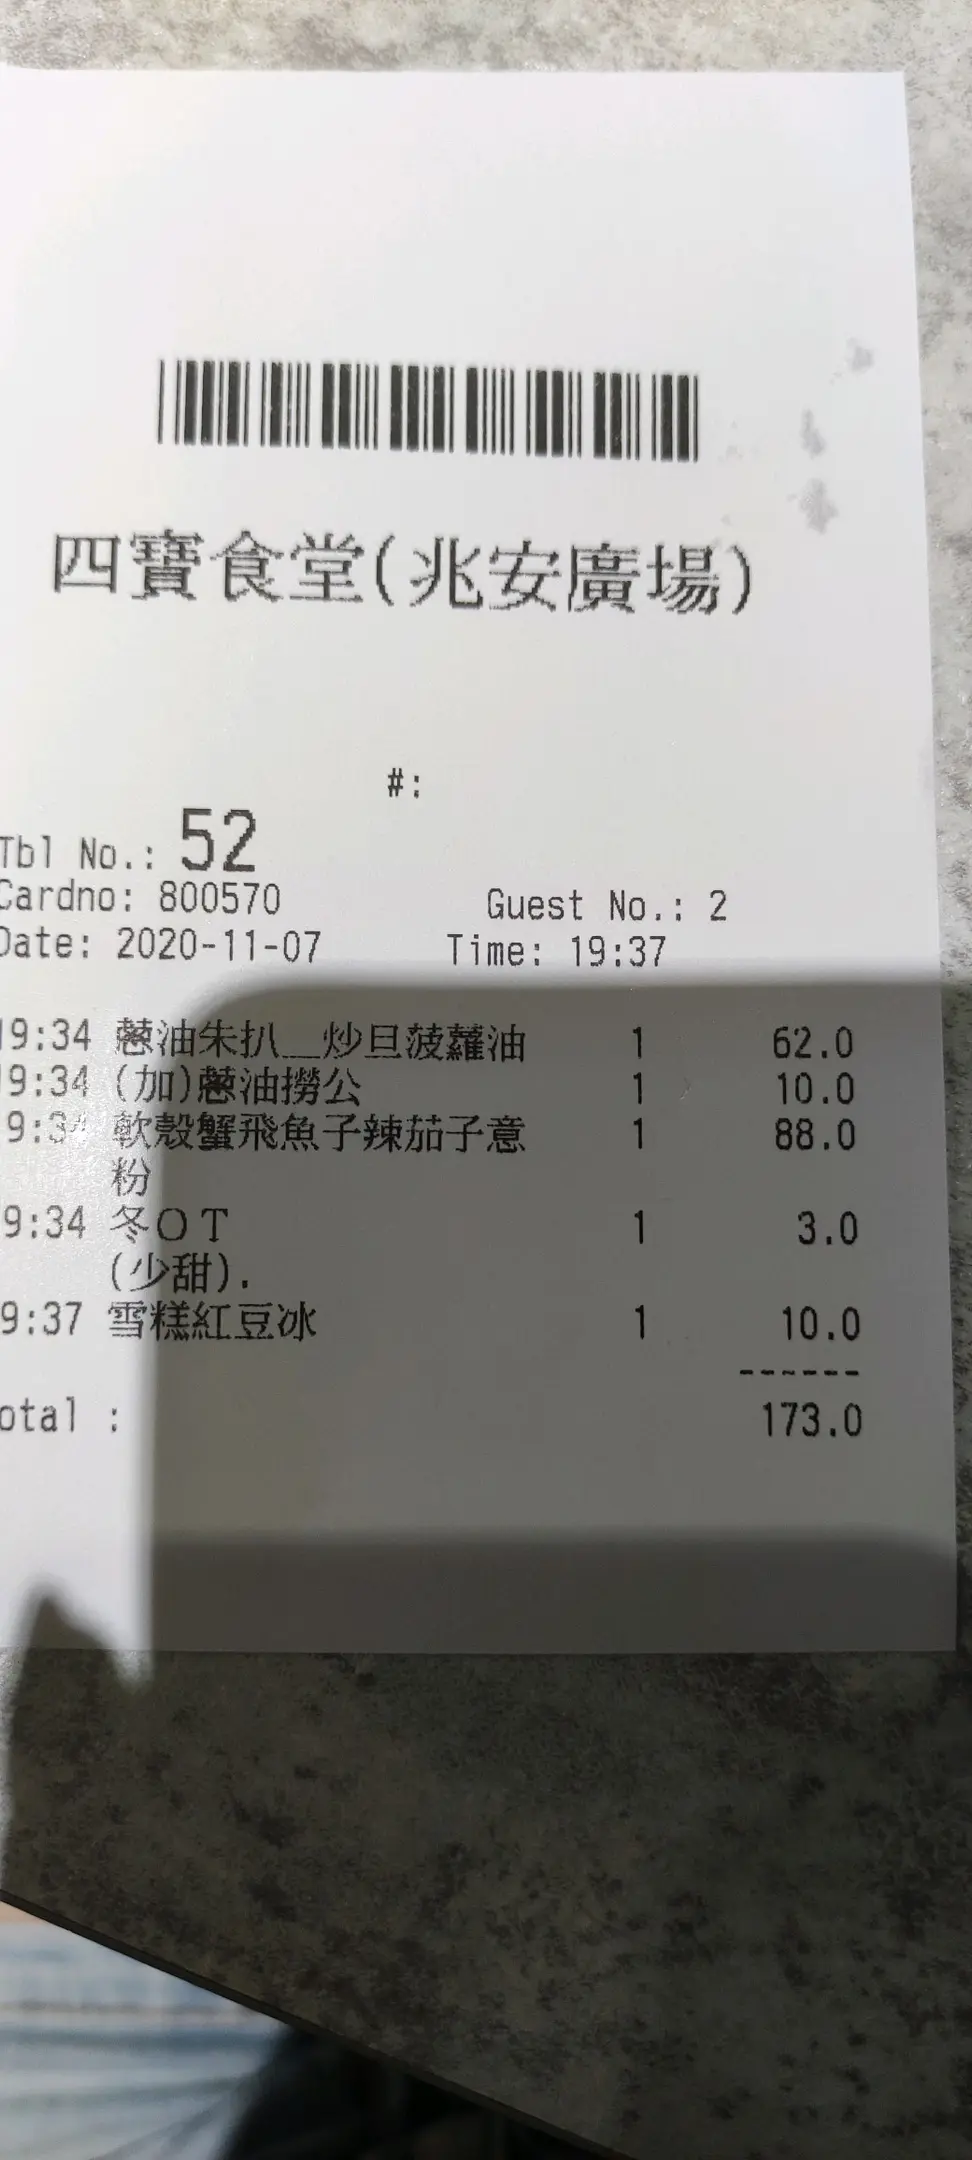 四寶食堂(兆安廣場)
#:
Tbl No.: 52
Cardno: 800570 Guest No.: 2
Date: 2020-11-07 Time: 19:37
19:34 蔥油朱扒__炒旦菠蘿油 1 62.0
19:34 (加)蔥油撈公 1 10.0
9:34 軟殼蟹飛魚子辣茄子意 1 88.0
粉
9:34 冬OT 1 3.0
(少甜).
9:37 雪糕紅豆冰 1 10.0
------
otal : 173.0